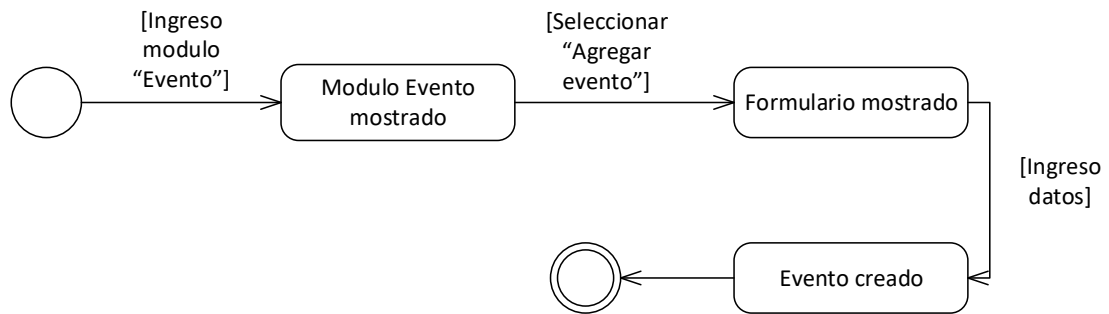 [Ingreso
modulo
“Evento”]
Modulo Evento
mostrado
[Seleccionar
“Agregar
evento”]
Formulario mostrado
[Ingreso
datos]
Evento creado